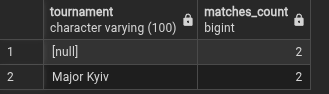 tournament matches_count
character varying (100) bigint
1 [null] 2
2 Major Kyiv 2